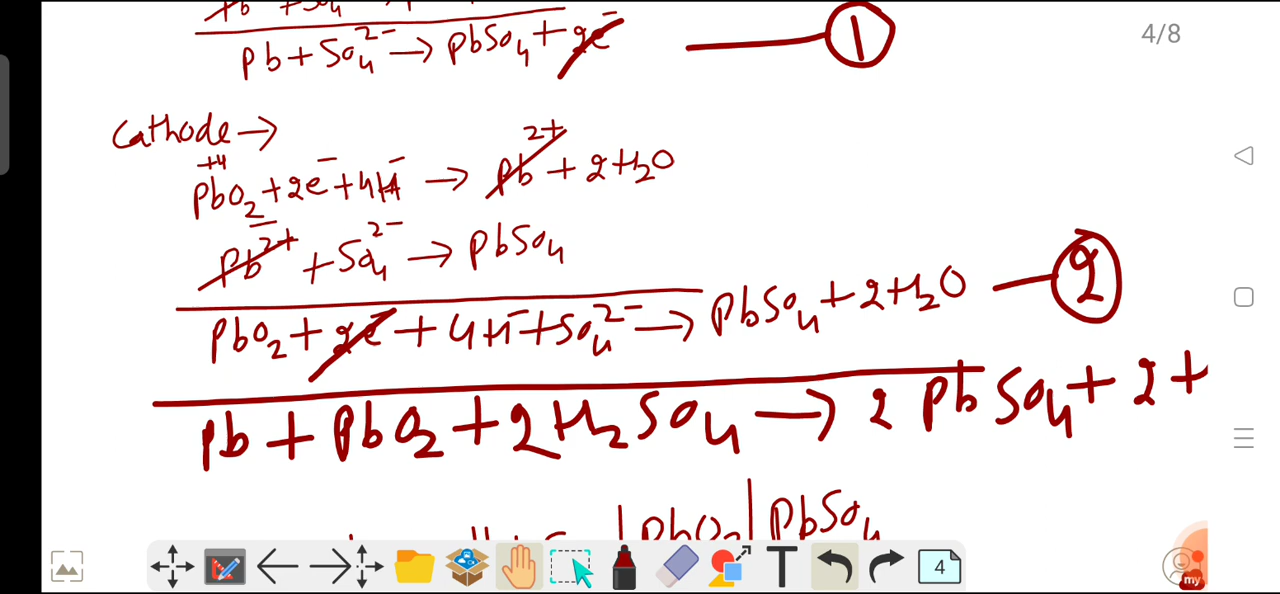 Pb + SO4^2- → PbSO4 + 2e^-
1
4/8
Cathode →
+4
PbO2 + 2e^- + 4H^- → Pb^2+ + 2H2O
Pb^2+ + SO4^2- → PbSO4
PbO2 + 2e^- + 4H^- + SO4^2- → PbSO4 + 2H2O
2
Pb + PbO2 + 2H2SO4 → 2PbSO4 + 2
| PbO2 | PbSO4
T
4
my